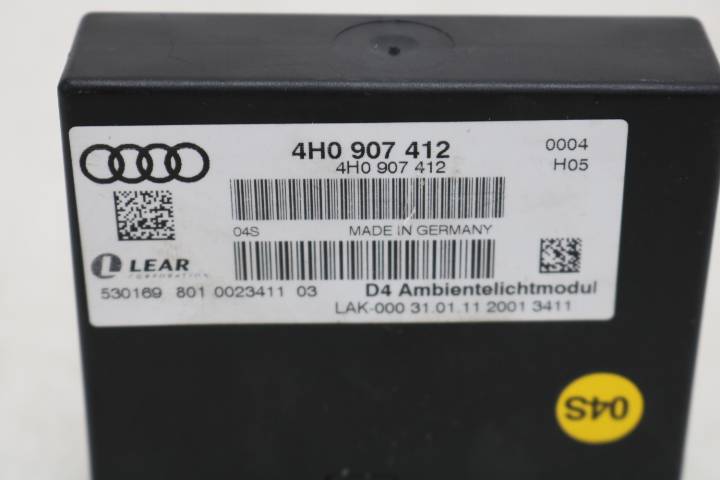 4H0 907 412
4H0 907 412
0004
H05
04S
MADE IN GERMANY
LEAR
CORPORATION
530169 801 0023411 03
D4 Ambientelichtmodul
LAK-000 31.01.11 2001 3411
04S